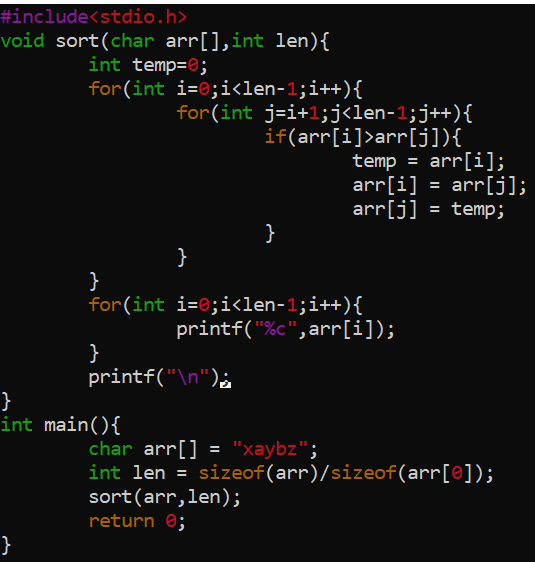 #include<stdio.h>
void sort(char arr[],int len){
        int temp=0;
        for(int i=0;i<len-1;i++){
                for(int j=i+1;j<len-1;j++){
                        if(arr[i]>arr[j]){
                                temp = arr[i];
                                arr[i] = arr[j];
                                arr[j] = temp;
                        }
                }
        }
        for(int i=0;i<len-1;i++){
                printf("%c",arr[i]);
        }
        printf("\n");
}
int main(){
        char arr[] = "xaybz";
        int len = sizeof(arr)/sizeof(arr[0]);
        sort(arr,len);
        return 0;
}